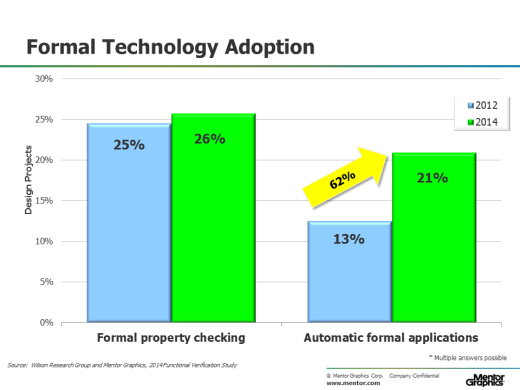 Formal Technology Adoption
30%
25%
20%
15%
10%
5%
0%
Design Projects
2012
2014
25%
26%
62%
13%
21%
Formal property checking
Automatic formal applications
* Multiple answers possible
Source: Wilson Research Group and Mentor Graphics, 2014 Functional Verification Study
© Mentor Graphics Corp. Company Confidential
www.mentor.com
Mentor
Graphics